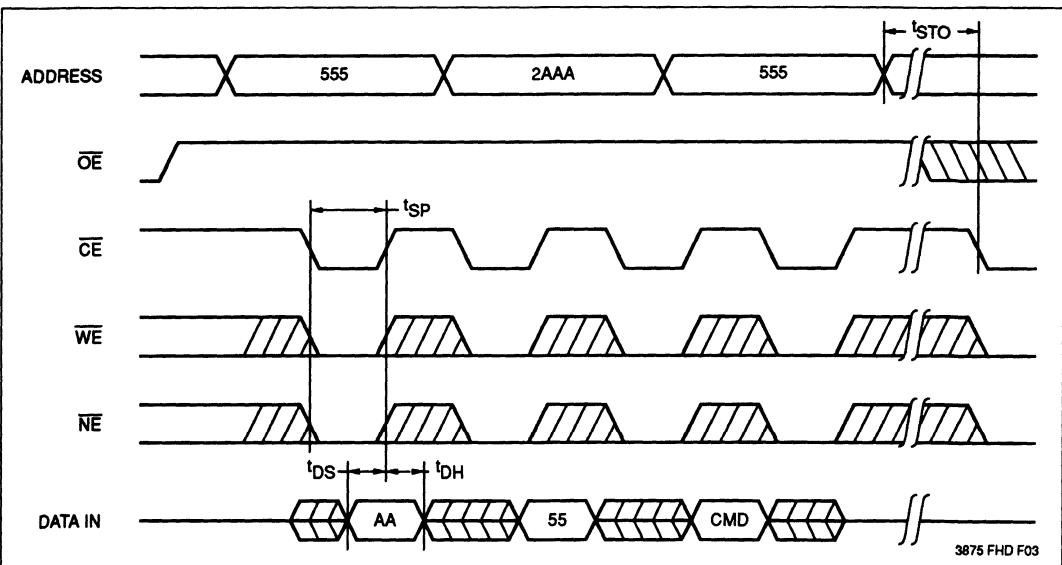 tSTO
ADDRESS 555 2AAA 555
OE
tSP
CE
WE
NE
tDS tDH
DATA IN AA 55 CMD
3875 FHD F03